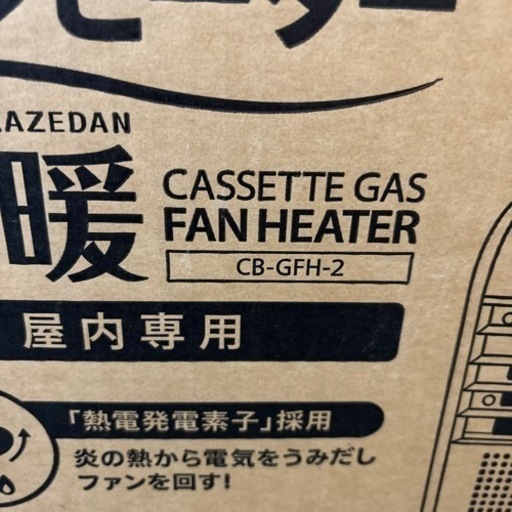 AZEDAN
暖
CASSETTE GAS
FAN HEATER
CB-GFH-2
屋内専用
「熱電発電素子」採用
炎の熱から電気をうみだし
ファンを回す!